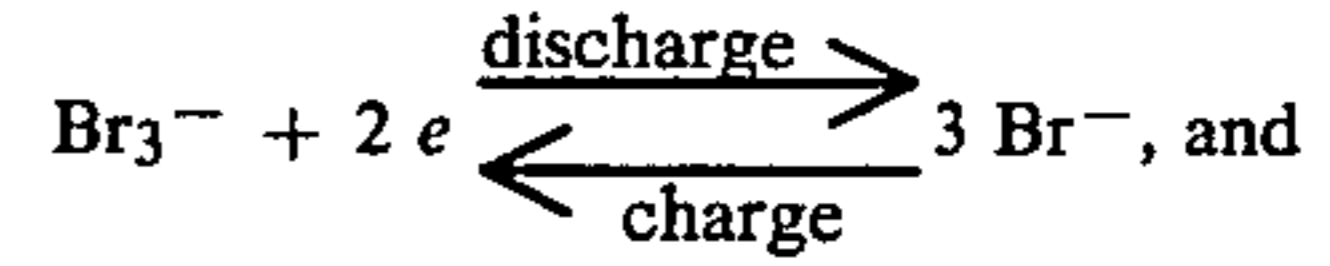 discharge
Br3− + 2 e 3 Br−, and
charge